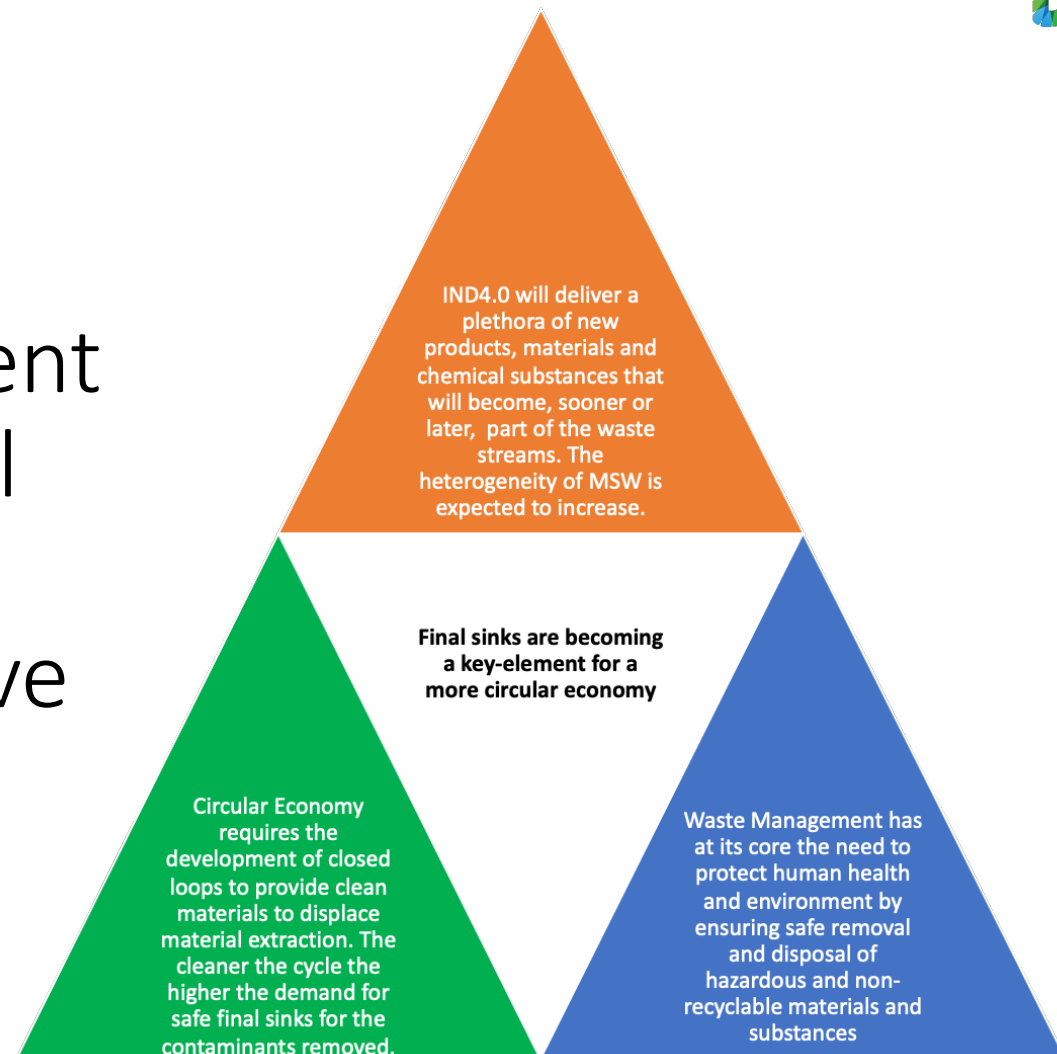 ent
l
ve
IND4.0 will deliver a
plethora of new
products, materials and
chemical substances that
will become, sooner or
later,  part of the waste
streams. The
heterogeneity of MSW is
expected to increase.
Final sinks are becoming
a key-element for a
more circular economy
Circular Economy
requires the
development of closed
loops to provide clean
materials to displace
material extraction. The
cleaner the cycle the
higher the demand for
safe final sinks for the
contaminants removed.
Waste Management has
at its core the need to
protect human health
and environment by
ensuring safe removal
and disposal of
hazardous and non-
recyclable materials and
substances